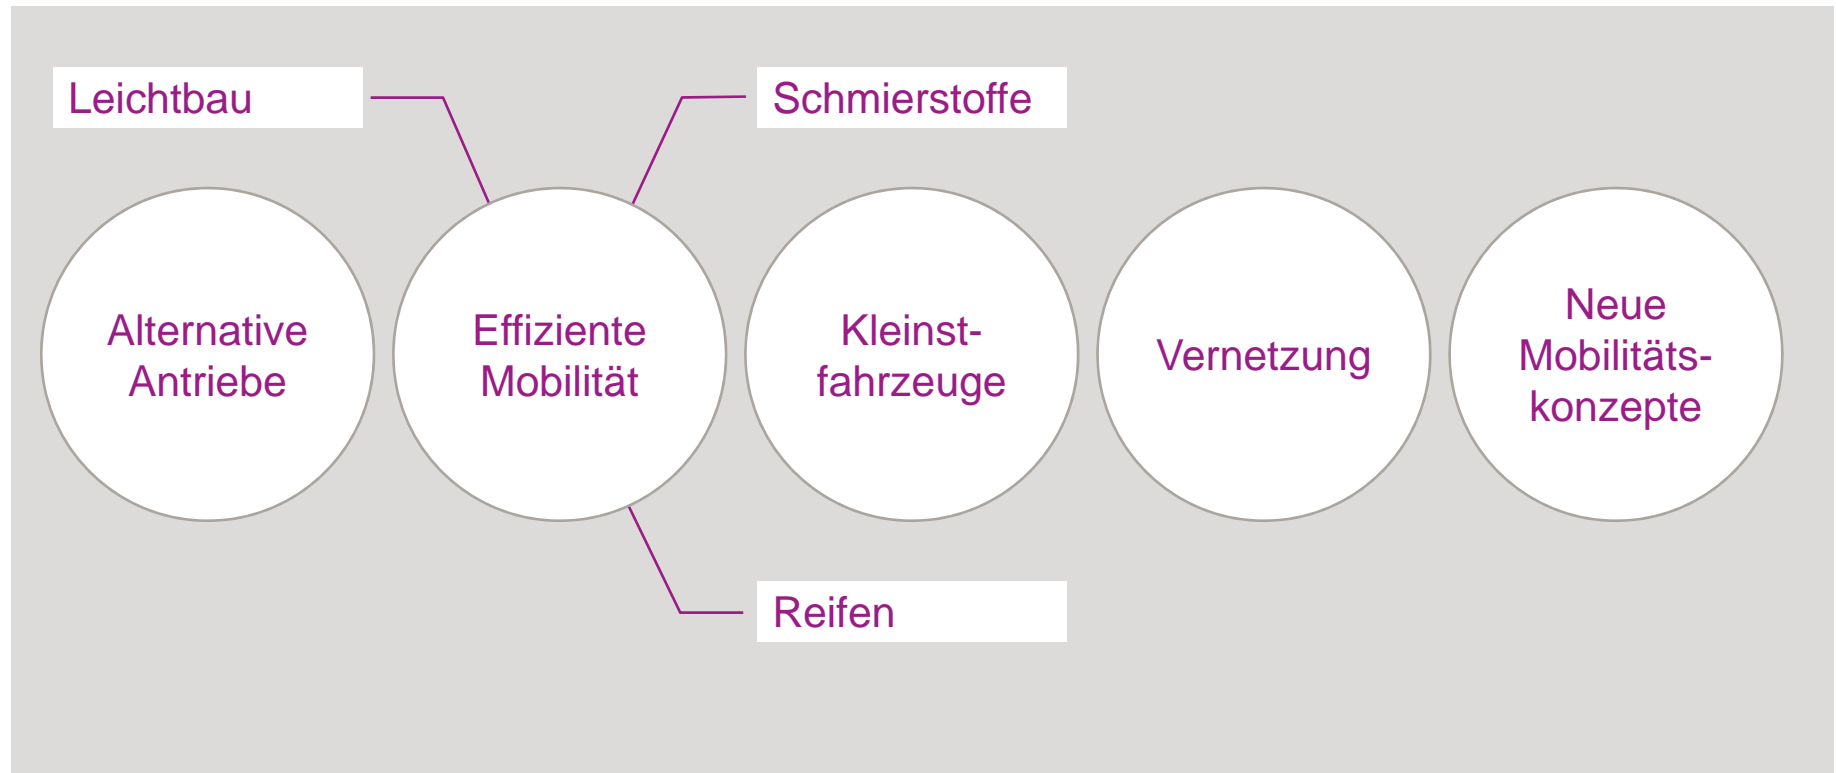 Leichtbau
Schmierstoffe
Alternative
Antriebe
Effiziente
Mobilität
Kleinst-
fahrzeuge
Vernetzung
Neue
Mobilitäts-
konzepte
Reifen